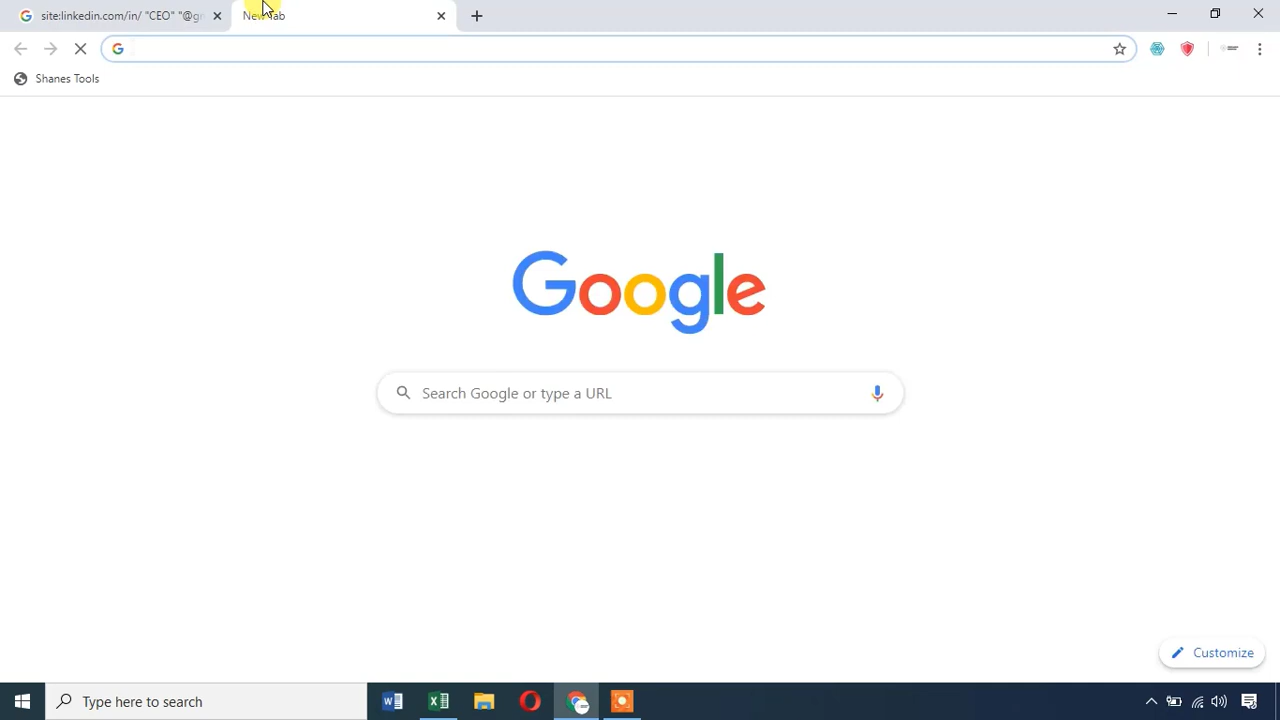 site:linkedin.com/in/ "CEO" "@gr
New Tab
Shanes Tools
Google
Search Google or type a URL
Customize
Type here to search